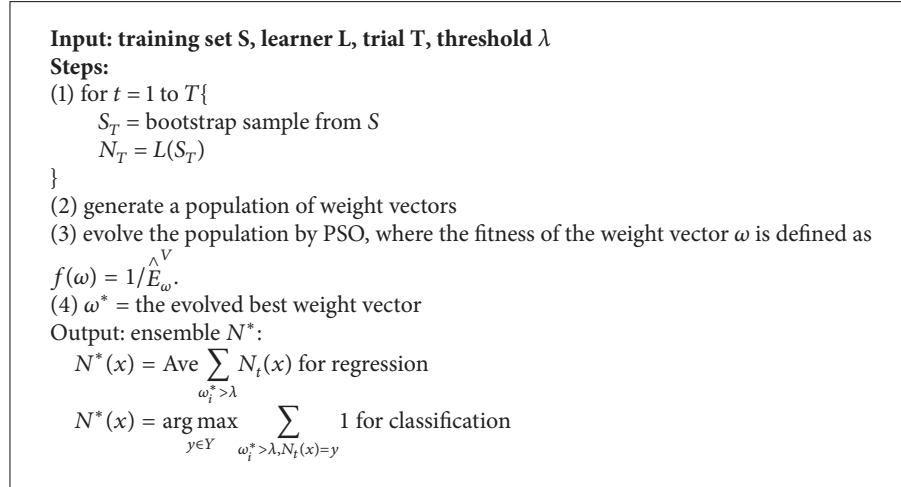 Input: training set S, learner L, trial T, threshold λ
Steps:
(1) for t = 1 to T{
S_T = bootstrap sample from S
N_T = L(S_T)
}
(2) generate a population of weight vectors
(3) evolve the population by PSO, where the fitness of the weight vector ω is defined as
f(ω) = 1/Ê_ω^V.
(4) ω* = the evolved best weight vector
Output: ensemble N*:
N*(x) = Ave ∑_{ω_i*>λ} N_t(x) for regression
N*(x) = arg max_{y∈Y} ∑_{ω_i*>λ,N_t(x)=y} 1 for classification